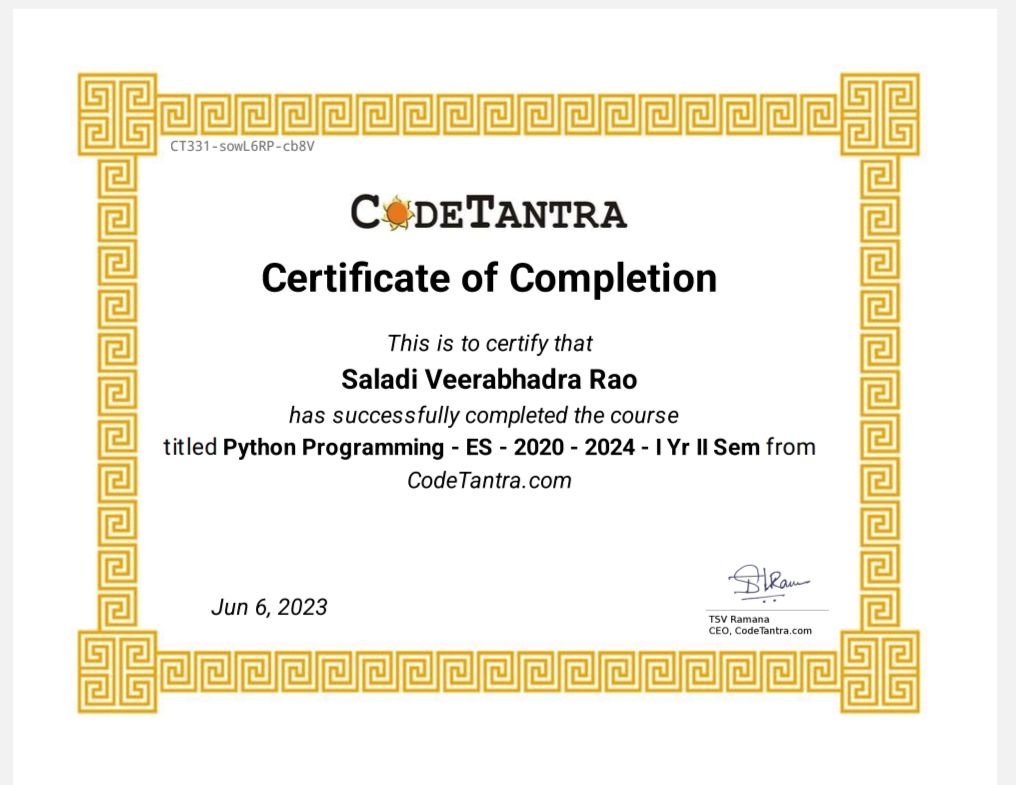 CT331-sowL6RP-cb8V
CODETANTRA
Certificate of Completion
This is to certify that
Saladi Veerabhadra Rao
has successfully completed the course
titled Python Programming - ES - 2020 - 2024 - I Yr II Sem from
CodeTantra.com
Jun 6, 2023
TSV Ramana
CEO, CodeTantra.com